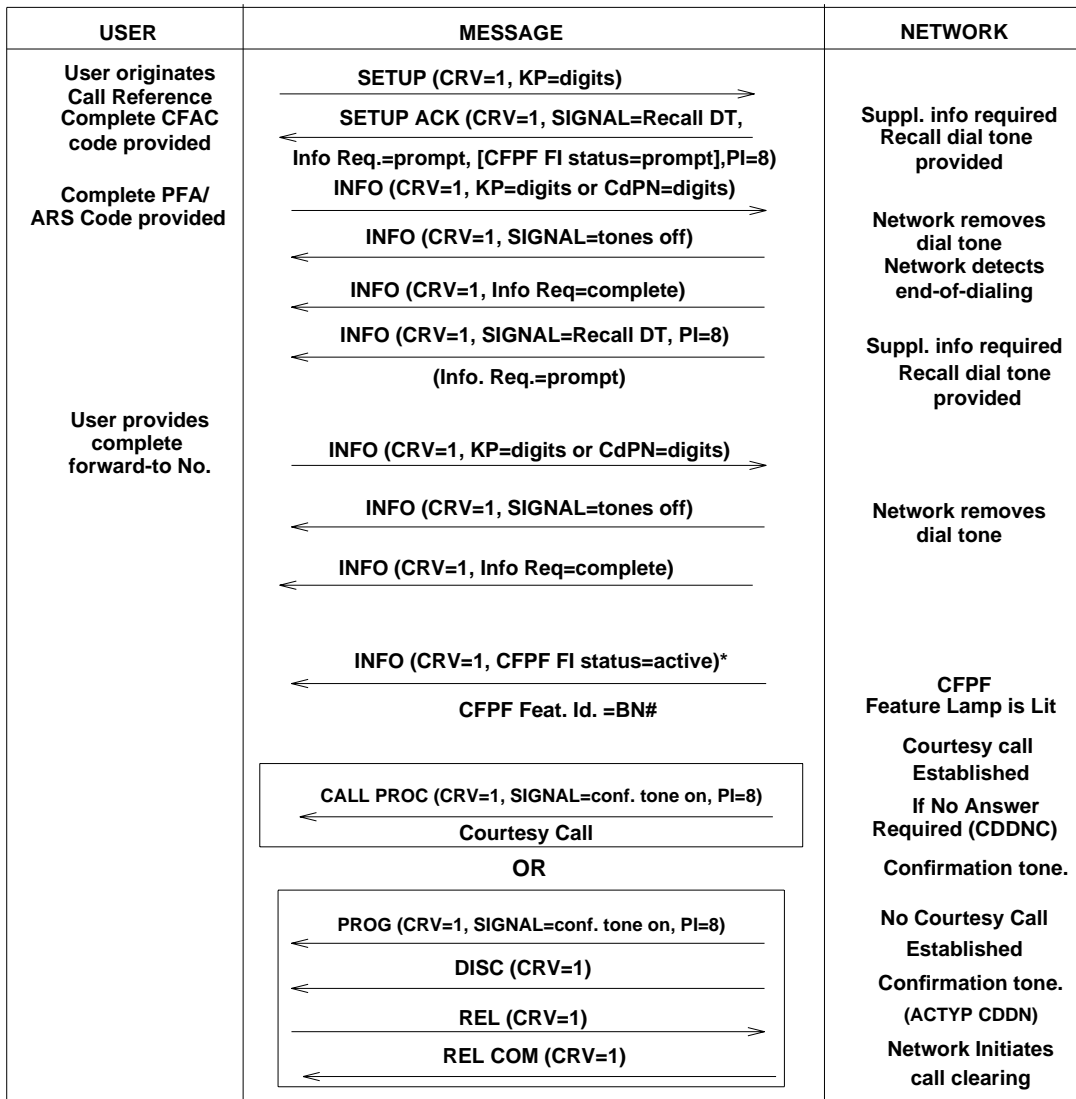 USER MESSAGE NETWORK
User originates
Call Reference
Complete CFAC
code provided
SETUP (CRV=1, KP=digits)
SETUP ACK (CRV=1, SIGNAL=Recall DT,
Info Req.=prompt, [CFPF FI status=prompt],PI=8)
Suppl. info required
Recall dial tone
provided
Complete PFA/
ARS Code provided
INFO (CRV=1, KP=digits or CdPN=digits)
INFO (CRV=1, SIGNAL=tones off)
Network removes
dial tone
Network detects
end-of-dialing
INFO (CRV=1, Info Req=complete)
INFO (CRV=1, SIGNAL=Recall DT, PI=8)
(Info. Req.=prompt)
Suppl. info required
Recall dial tone
provided
User provides
complete
forward-to No.
INFO (CRV=1, KP=digits or CdPN=digits)
INFO (CRV=1, SIGNAL=tones off)
Network removes
dial tone
INFO (CRV=1, Info Req=complete)
INFO (CRV=1, CFPF FI status=active)*
CFPF Feat. Id. =BN#
CFPF
Feature Lamp is Lit
Courtesy call
Established
CALL PROC (CRV=1, SIGNAL=conf. tone on, PI=8)
Courtesy Call
If No Answer
Required (CDDNC)
OR
Confirmation tone.
PROG (CRV=1, SIGNAL=conf. tone on, PI=8)
No Courtesy Call
Established
DISC (CRV=1)
Confirmation tone.
(ACTYP CDDN)
REL (CRV=1)
REL COM (CRV=1)
Network Initiates
call clearing